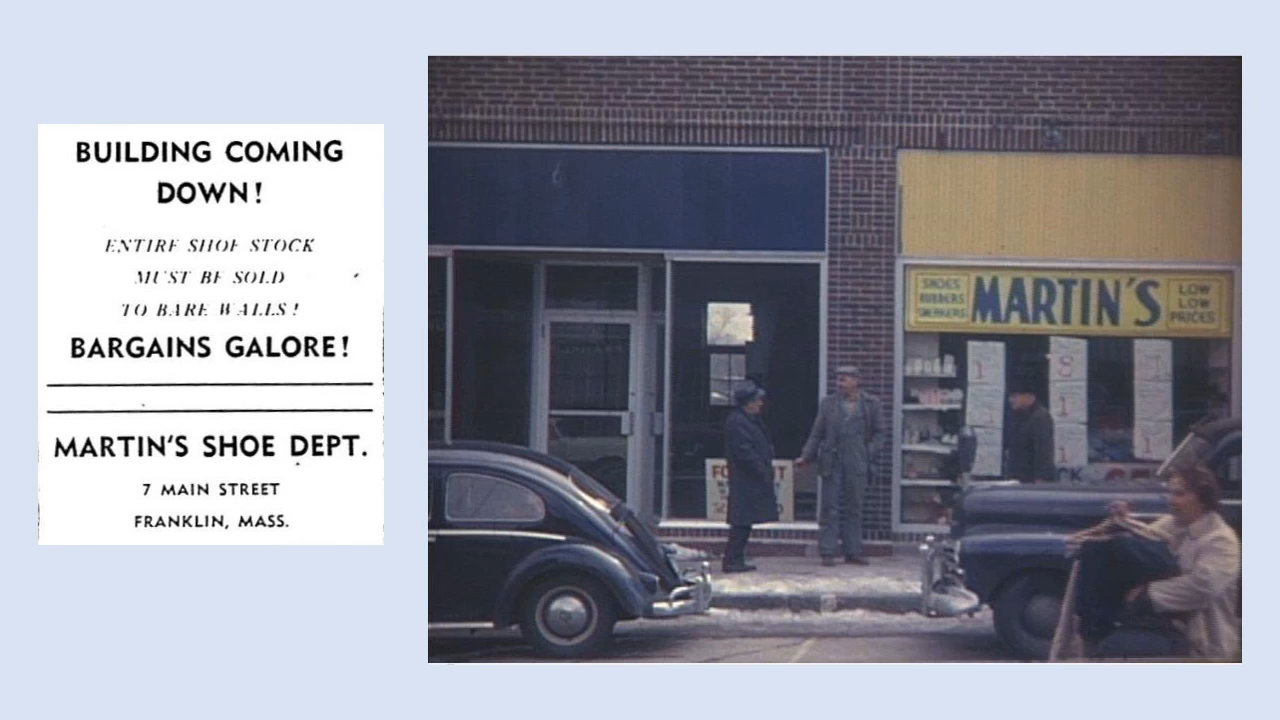 BUILDING COMING
DOWN!
ENTIRE SHOE STOCK
MUST BE SOLD
TO BARE WALLS!
BARGAINS GALORE!
MARTIN'S SHOE DEPT.
7 MAIN STREET
FRANKLIN, MASS.
SHOES
RUBBERS
SNEAKERS
MARTIN'S
LOW
LOW
PRICES